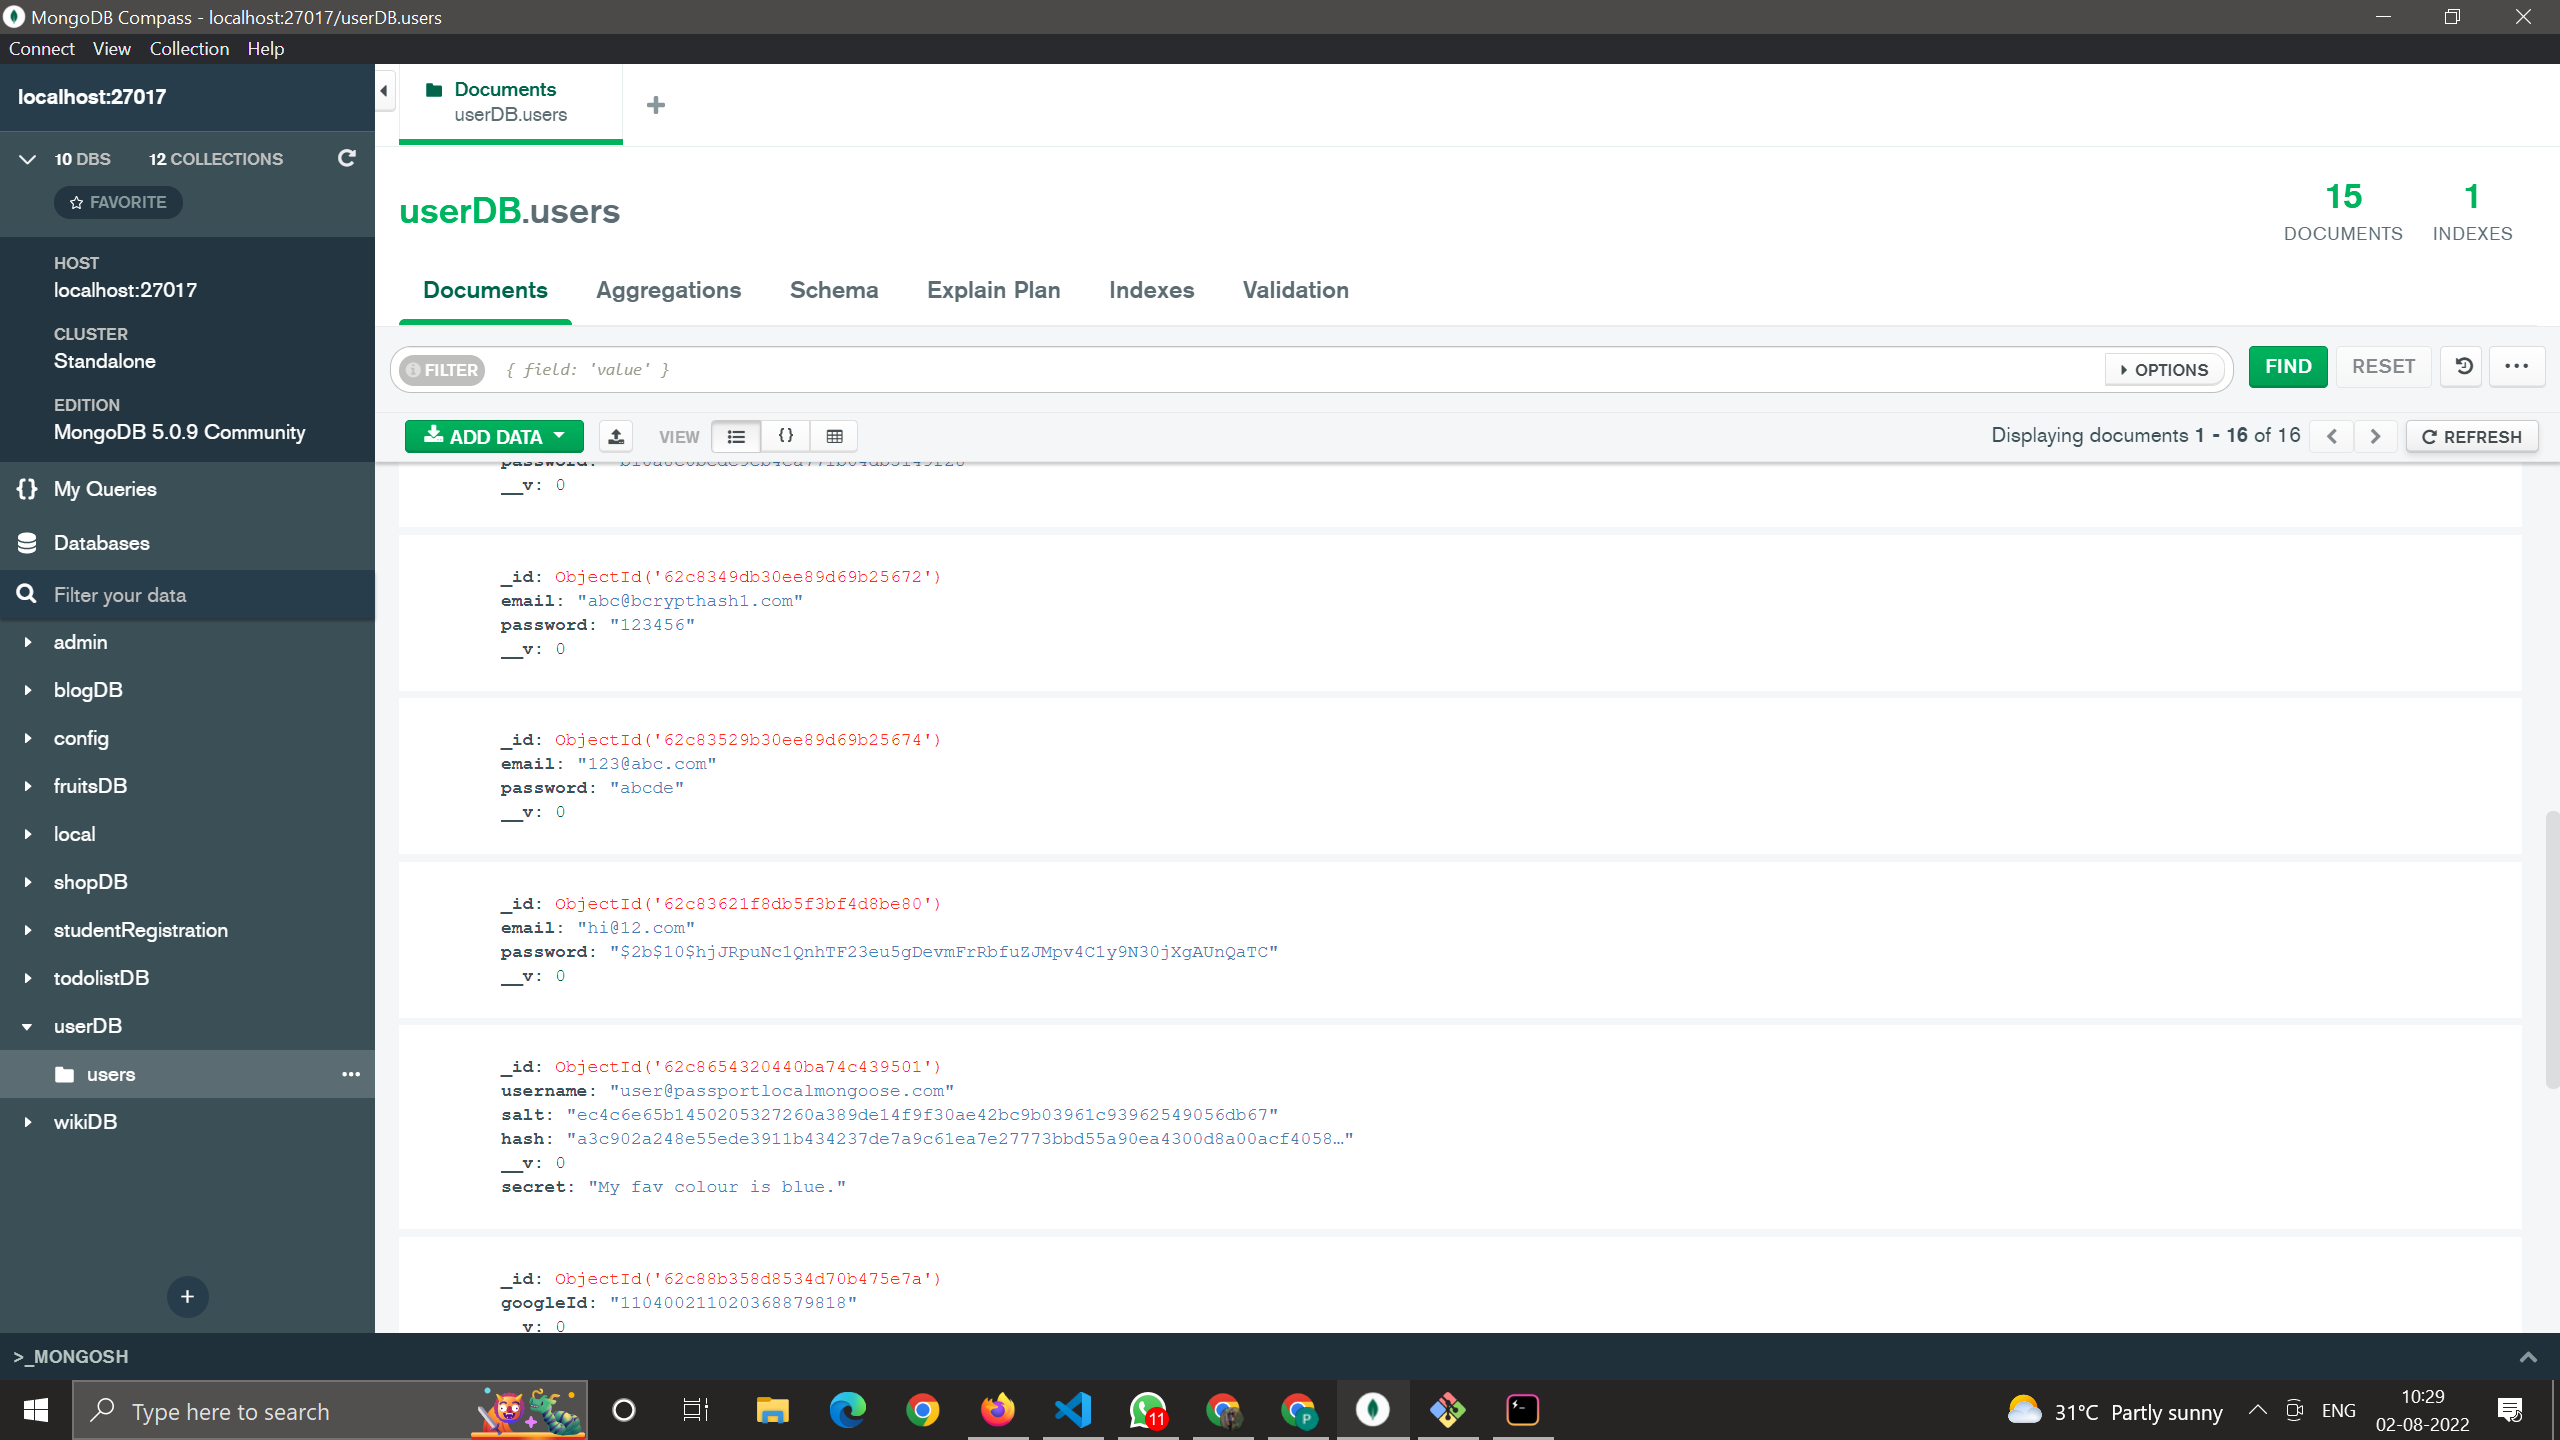 MongoDB Compass - localhost:27017/userDB.users
Connect View Collection Help
localhost:27017
10 DBS 12 COLLECTIONS
FAVORITE
HOST
localhost:27017
CLUSTER
Standalone
EDITION
MongoDB 5.0.9 Community
{} My Queries
Databases
Filter your data
admin
blogDB
config
fruitsDB
local
shopDB
studentRegistration
todolistDB
userDB
users
wikiDB
Documents
userDB.users
userDB.users
15
DOCUMENTS
1
INDEXES
Documents Aggregations Schema Explain Plan Indexes Validation
FILTER { field: 'value' } OPTIONS FIND RESET
ADD DATA VIEW {} Displaying documents 1 - 16 of 16 REFRESH
__v: 0
_id: ObjectId('62c8349db30ee89d69b25672')
email: "abc@bcrypthash1.com"
password: "123456"
__v: 0
_id: ObjectId('62c83529b30ee89d69b25674')
email: "123@abc.com"
password: "abcde"
__v: 0
_id: ObjectId('62c83621f8db5f3bf4d8be80')
email: "hi@12.com"
password: "$2b$10$hjJRpuNc1QnhTF23eu5gDevmFrRbfuZJMpv4C1y9N30jXgAUnQaTC"
__v: 0
_id: ObjectId('62c8654320440ba74c439501')
username: "user@passportlocalmongoose.com"
salt: "ec4c6e65b1450205327260a389de14f9f30ae42bc9b03961c93962549056db67"
hash: "a3c902a248e55ede3911b434237de7a9c61ea7e27773bbd55a90ea4300d8a00acf4058…"
__v: 0
secret: "My fav colour is blue."
_id: ObjectId('62c88b358d8534d70b475e7a')
googleId: "110400211020368879818"
__v: 0
>_MONGOSH
Type here to search
11
P
31°C Partly sunny
ENG
10:29
02-08-2022